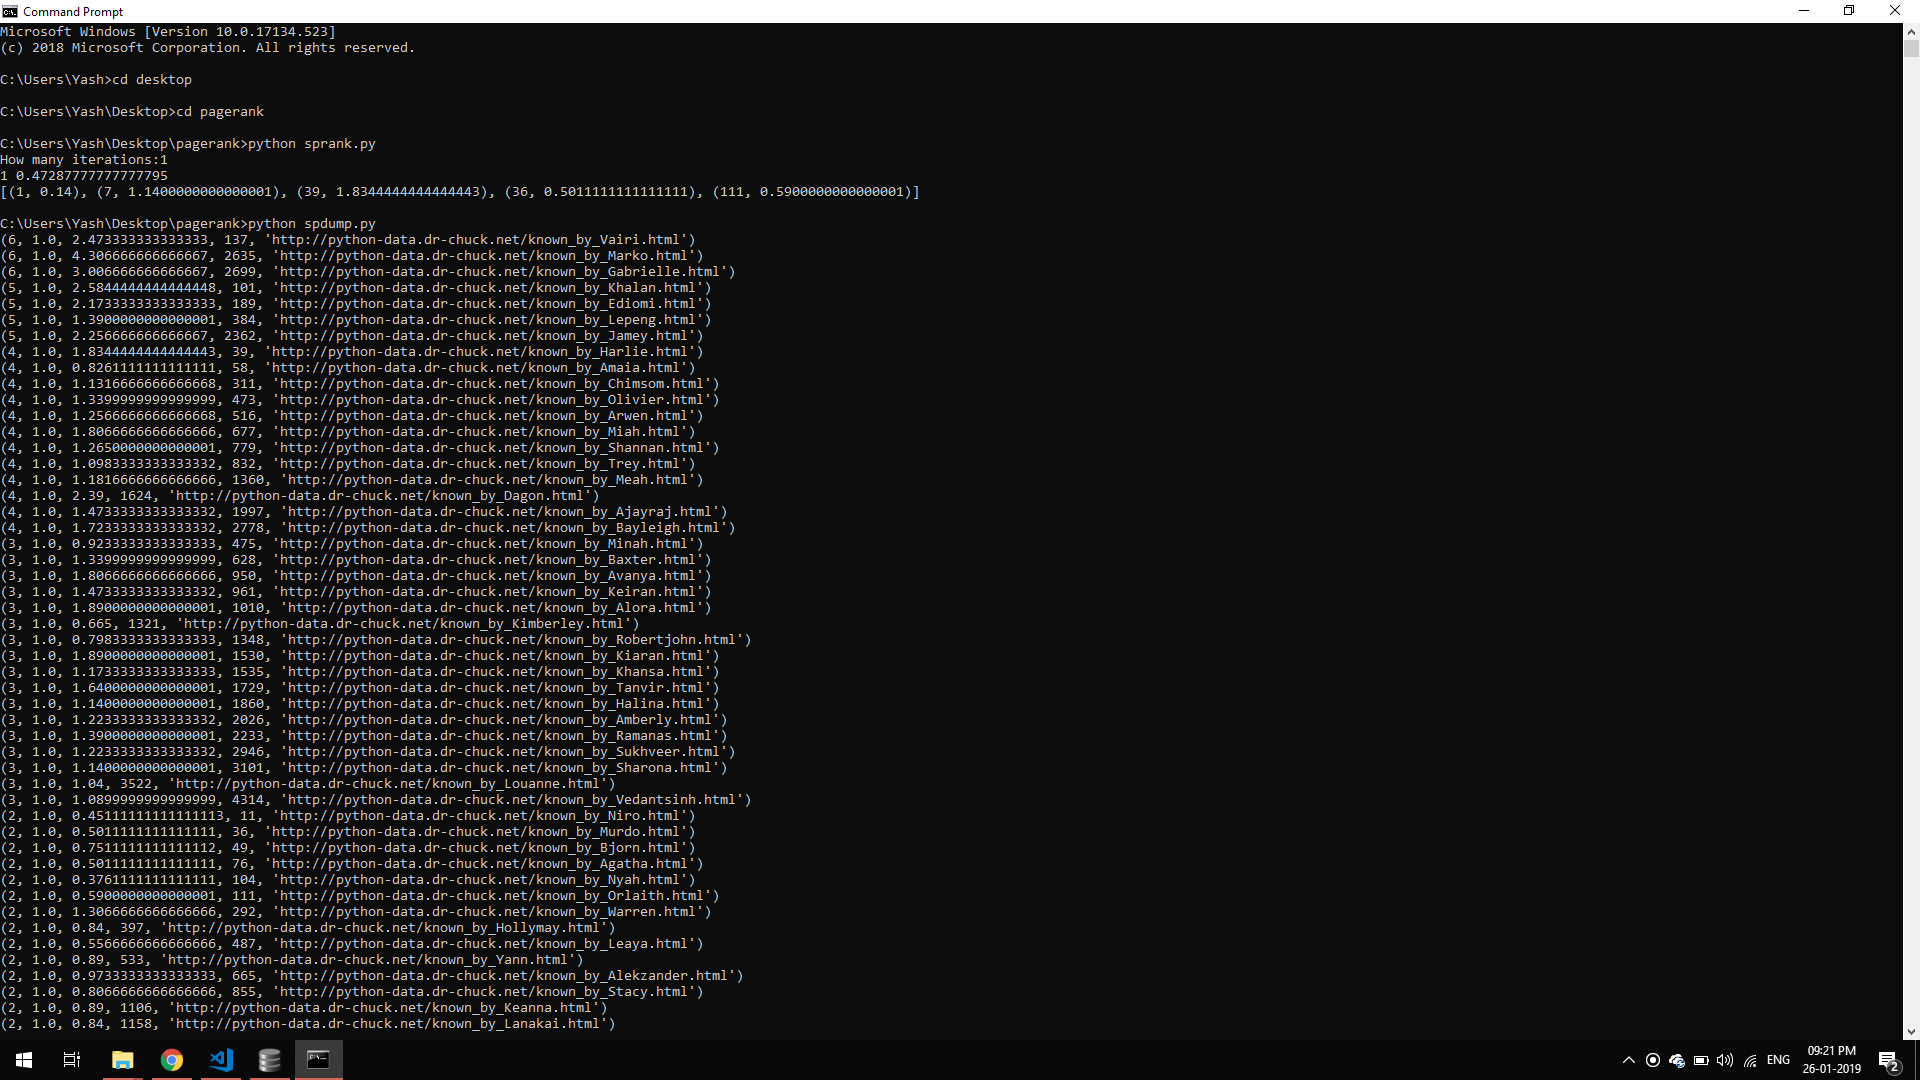 Command Prompt
Microsoft Windows [Version 10.0.17134.523]
(c) 2018 Microsoft Corporation. All rights reserved.
C:\Users\Yash>cd desktop
C:\Users\Yash\Desktop>cd pagerank
C:\Users\Yash\Desktop\pagerank>python sprank.py
How many iterations:1
1 0.47287777777777795
[(1, 0.14), (7, 1.1400000000000001), (39, 1.8344444444444443), (36, 0.5011111111111111), (111, 0.5900000000000001)]
C:\Users\Yash\Desktop\pagerank>python spdump.py
(6, 1.0, 2.473333333333333, 137, 'http://python-data.dr-chuck.net/known_by_Vairi.html')
(6, 1.0, 4.306666666666667, 2635, 'http://python-data.dr-chuck.net/known_by_Marko.html')
(6, 1.0, 3.006666666666667, 2699, 'http://python-data.dr-chuck.net/known_by_Gabrielle.html')
(5, 1.0, 2.5844444444444448, 101, 'http://python-data.dr-chuck.net/known_by_Khalan.html')
(5, 1.0, 2.1733333333333333, 189, 'http://python-data.dr-chuck.net/known_by_Ediomi.html')
(5, 1.0, 1.3900000000000001, 384, 'http://python-data.dr-chuck.net/known_by_Lepeng.html')
(5, 1.0, 2.256666666666667, 2362, 'http://python-data.dr-chuck.net/known_by_Jamey.html')
(4, 1.0, 1.8344444444444443, 39, 'http://python-data.dr-chuck.net/known_by_Harlie.html')
(4, 1.0, 0.8261111111111111, 58, 'http://python-data.dr-chuck.net/known_by_Amaia.html')
(4, 1.0, 1.1316666666666668, 311, 'http://python-data.dr-chuck.net/known_by_Chimsom.html')
(4, 1.0, 1.3399999999999999, 473, 'http://python-data.dr-chuck.net/known_by_Olivier.html')
(4, 1.0, 1.2566666666666668, 516, 'http://python-data.dr-chuck.net/known_by_Arwen.html')
(4, 1.0, 1.8066666666666666, 677, 'http://python-data.dr-chuck.net/known_by_Miah.html')
(4, 1.0, 1.2650000000000001, 779, 'http://python-data.dr-chuck.net/known_by_Shannan.html')
(4, 1.0, 1.0983333333333332, 832, 'http://python-data.dr-chuck.net/known_by_Trey.html')
(4, 1.0, 1.1816666666666666, 1360, 'http://python-data.dr-chuck.net/known_by_Meah.html')
(4, 1.0, 2.39, 1624, 'http://python-data.dr-chuck.net/known_by_Dagon.html')
(4, 1.0, 1.4733333333333332, 1997, 'http://python-data.dr-chuck.net/known_by_Ajayraj.html')
(4, 1.0, 1.7233333333333332, 2778, 'http://python-data.dr-chuck.net/known_by_Bayleigh.html')
(3, 1.0, 0.9233333333333333, 475, 'http://python-data.dr-chuck.net/known_by_Minah.html')
(3, 1.0, 1.3399999999999999, 628, 'http://python-data.dr-chuck.net/known_by_Baxter.html')
(3, 1.0, 1.8066666666666666, 950, 'http://python-data.dr-chuck.net/known_by_Avanya.html')
(3, 1.0, 1.4733333333333332, 961, 'http://python-data.dr-chuck.net/known_by_Keiran.html')
(3, 1.0, 1.8900000000000001, 1010, 'http://python-data.dr-chuck.net/known_by_Alora.html')
(3, 1.0, 0.665, 1321, 'http://python-data.dr-chuck.net/known_by_Kimberley.html')
(3, 1.0, 0.7983333333333333, 1348, 'http://python-data.dr-chuck.net/known_by_Robertjohn.html')
(3, 1.0, 1.8900000000000001, 1530, 'http://python-data.dr-chuck.net/known_by_Kiaran.html')
(3, 1.0, 1.1733333333333333, 1535, 'http://python-data.dr-chuck.net/known_by_Khansa.html')
(3, 1.0, 1.6400000000000001, 1729, 'http://python-data.dr-chuck.net/known_by_Tanvir.html')
(3, 1.0, 1.1400000000000001, 1860, 'http://python-data.dr-chuck.net/known_by_Halina.html')
(3, 1.0, 1.2233333333333332, 2026, 'http://python-data.dr-chuck.net/known_by_Amberly.html')
(3, 1.0, 1.3900000000000001, 2233, 'http://python-data.dr-chuck.net/known_by_Ramanas.html')
(3, 1.0, 1.2233333333333332, 2946, 'http://python-data.dr-chuck.net/known_by_Sukhveer.html')
(3, 1.0, 1.1400000000000001, 3101, 'http://python-data.dr-chuck.net/known_by_Sharona.html')
(3, 1.0, 1.04, 3522, 'http://python-data.dr-chuck.net/known_by_Louanne.html')
(3, 1.0, 1.0899999999999999, 4314, 'http://python-data.dr-chuck.net/known_by_Vedantsinh.html')
(2, 1.0, 0.45111111111111113, 11, 'http://python-data.dr-chuck.net/known_by_Niro.html')
(2, 1.0, 0.5011111111111111, 36, 'http://python-data.dr-chuck.net/known_by_Murdo.html')
(2, 1.0, 0.7511111111111112, 49, 'http://python-data.dr-chuck.net/known_by_Bjorn.html')
(2, 1.0, 0.5011111111111111, 76, 'http://python-data.dr-chuck.net/known_by_Agatha.html')
(2, 1.0, 0.3761111111111111, 104, 'http://python-data.dr-chuck.net/known_by_Nyah.html')
(2, 1.0, 0.5900000000000001, 111, 'http://python-data.dr-chuck.net/known_by_Orlaith.html')
(2, 1.0, 1.3066666666666666, 292, 'http://python-data.dr-chuck.net/known_by_Warren.html')
(2, 1.0, 0.84, 397, 'http://python-data.dr-chuck.net/known_by_Hollymay.html')
(2, 1.0, 0.5566666666666666, 487, 'http://python-data.dr-chuck.net/known_by_Leaya.html')
(2, 1.0, 0.89, 533, 'http://python-data.dr-chuck.net/known_by_Yann.html')
(2, 1.0, 0.9733333333333333, 665, 'http://python-data.dr-chuck.net/known_by_Alekzander.html')
(2, 1.0, 0.8066666666666666, 855, 'http://python-data.dr-chuck.net/known_by_Stacy.html')
(2, 1.0, 0.89, 1106, 'http://python-data.dr-chuck.net/known_by_Keanna.html')
(2, 1.0, 0.84, 1158, 'http://python-data.dr-chuck.net/known_by_Lanakai.html')
ENG
09:21 PM
26-01-2019
2